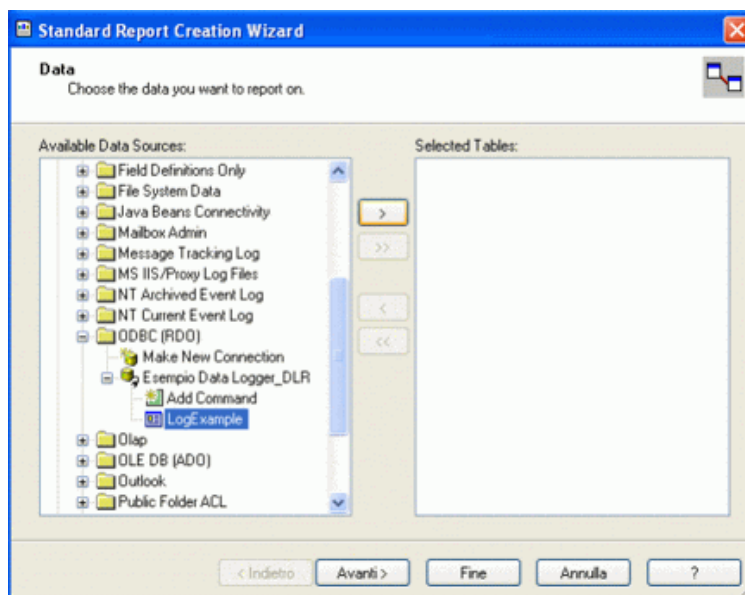 Standard Report Creation Wizard
Data
Choose the data you want to report on.
Available Data Sources:
Selected Tables:
Field Definitions Only
File System Data
Java Beans Connectivity
Mailbox Admin
Message Tracking Log
MS IIS/Proxy Log Files
NT Archived Event Log
NT Current Event Log
ODBC (RDO)
Make New Connection
Esempio Data Logger_DLR
Add Command
LogExample
Olap
OLE DB (ADO)
Outlook
Public Folder ACL
>
>>
<
<<
< Indietro
Avanti >
Fine
Annulla
?